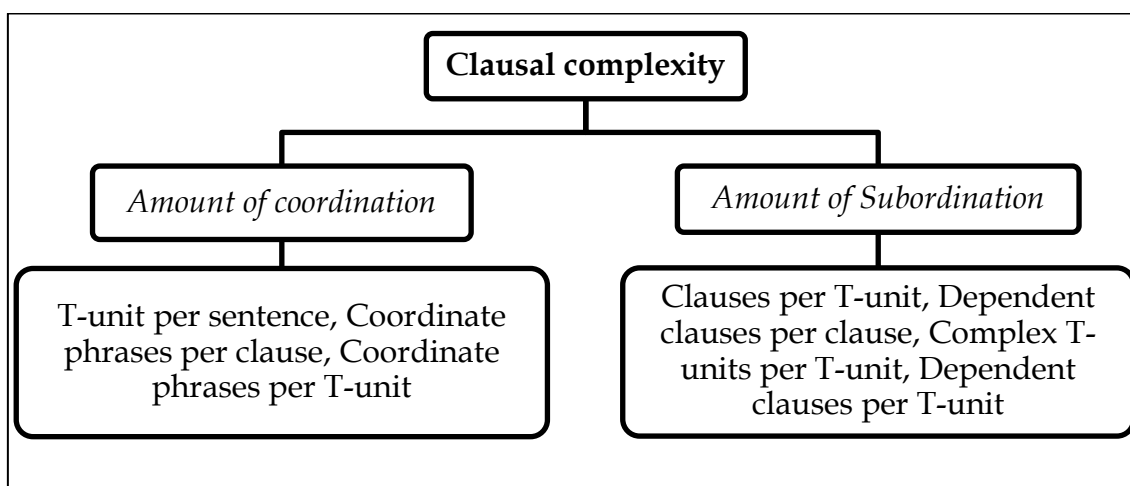 Clausal complexity
Amount of coordination
Amount of Subordination
T-unit per sentence, Coordinate
phrases per clause, Coordinate
phrases per T-unit
Clauses per T-unit, Dependent
clauses per clause, Complex T-
units per T-unit, Dependent
clauses per T-unit